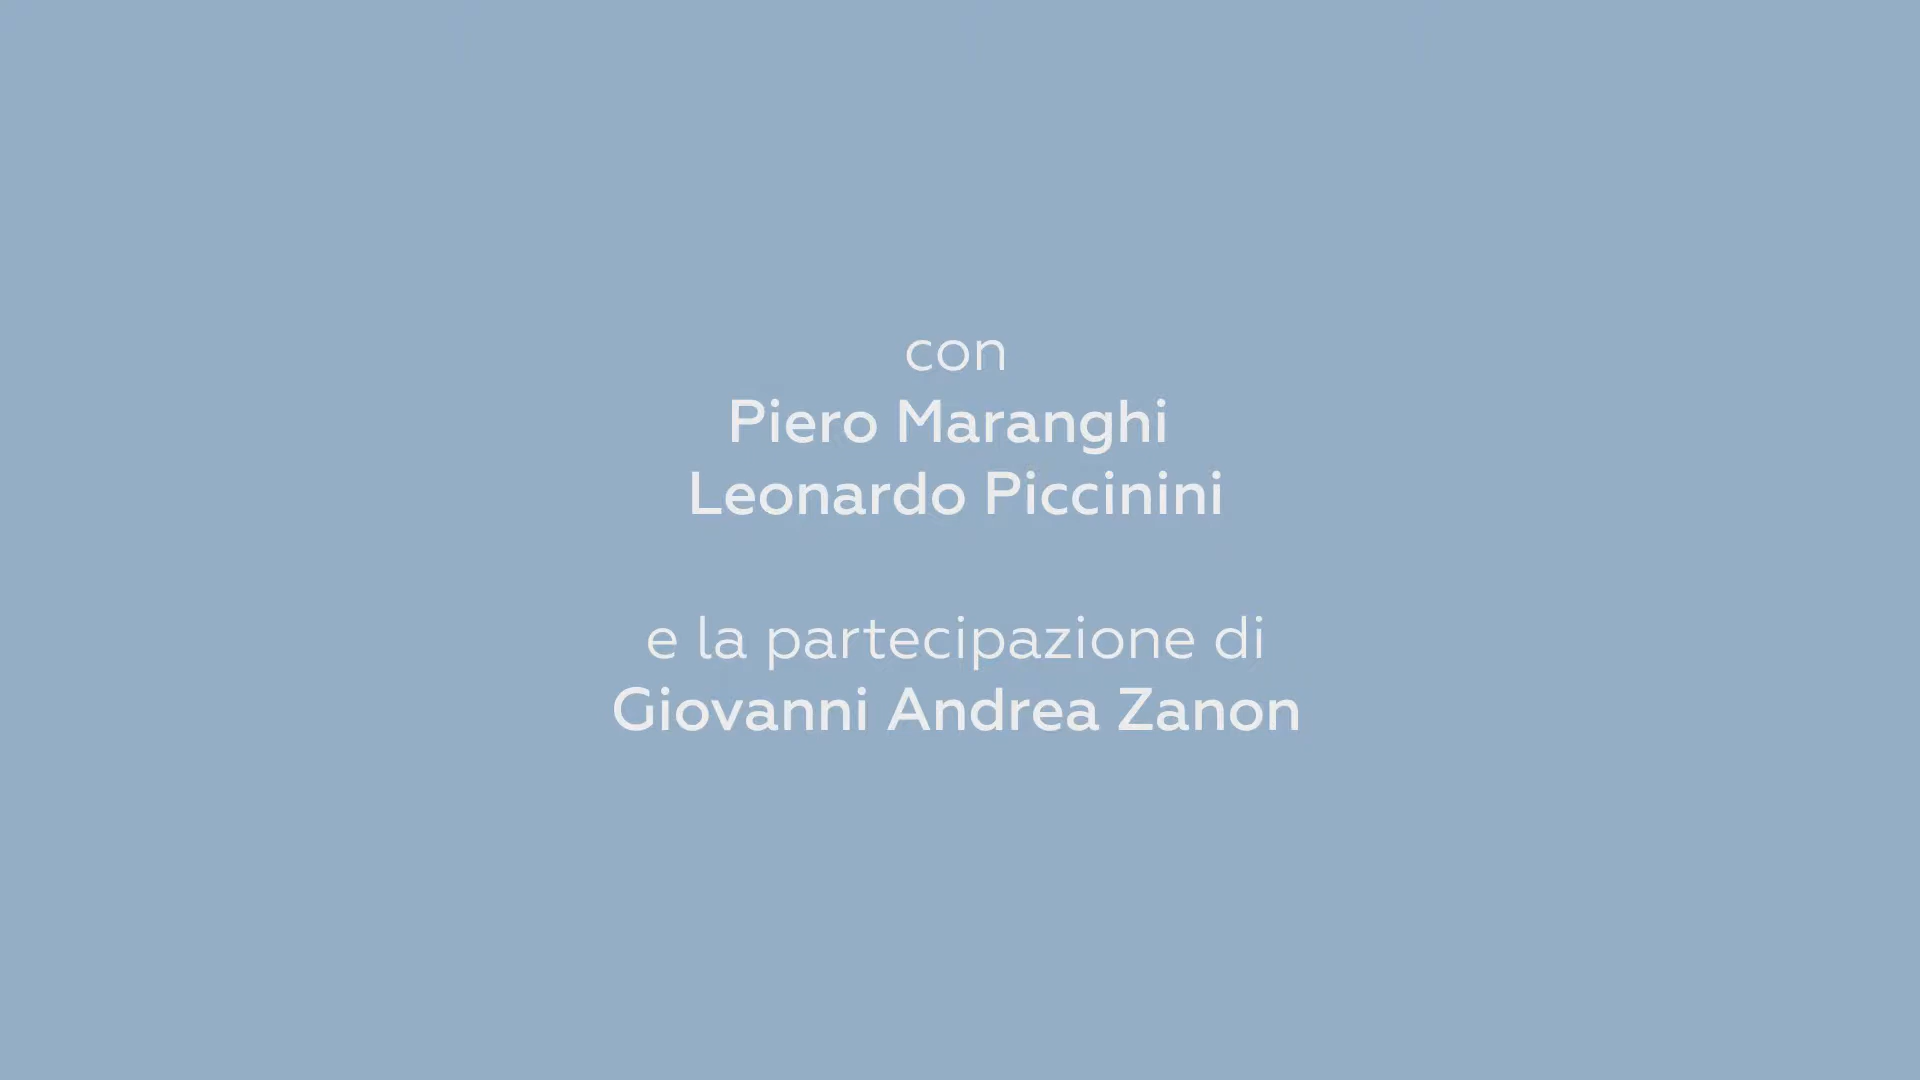 con
Piero Maranghi
Leonardo Piccinini
e la partecipazione di
Giovanni Andrea Zanon